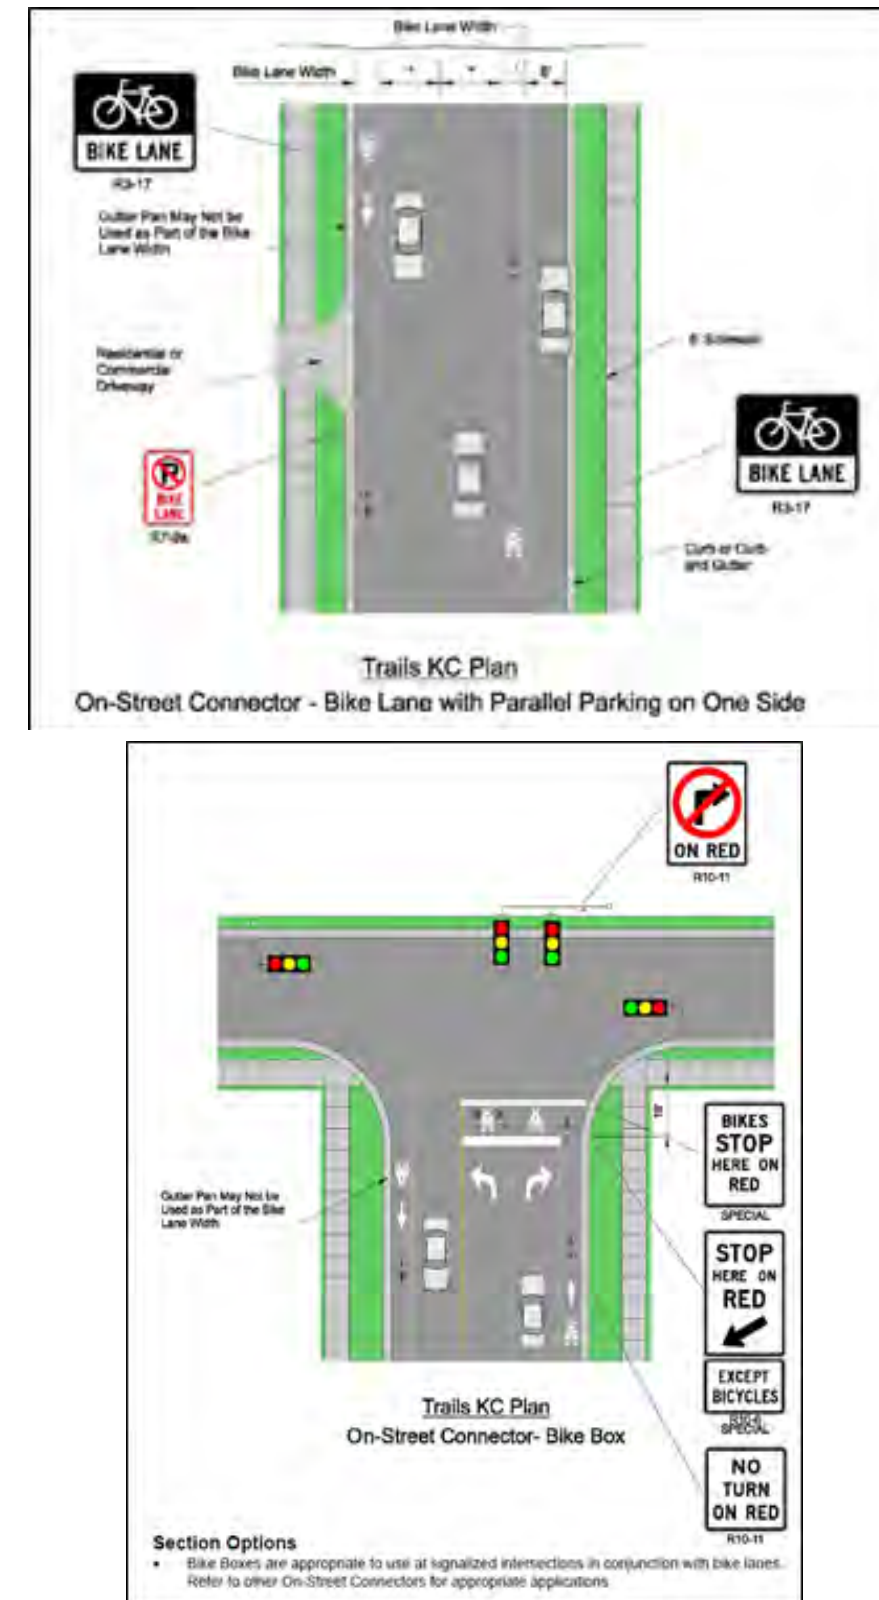 Bike Lane Width
Bike Lane Width
8'
BIKE LANE
R3-17
Gutter Pan May Not be
Used as Part of the Bike
Lane Width
Residential or
Commercial
Driveway
Sidewalk
BIKE LANE
R3-17
BIKE
LANE
Curb or Curb
and Gutter
Trails KC Plan
On-Street Connector - Bike Lane with Parallel Parking on One Side
ON RED
R10-11
10'
BIKES
STOP
HERE ON
RED
SPECIAL
Gutter Pan May Not be
Used as Part of the Bike
Lane Width
STOP
HERE ON
RED
EXCEPT
BICYCLES
SPECIAL
Trails KC Plan
On-Street Connector- Bike Box
NO
TURN
ON RED
R10-11
Section Options
• Bike Boxes are appropriate to use at signalized intersections in conjunction with bike lanes.
Refer to other On-Street Connectors for appropriate applications